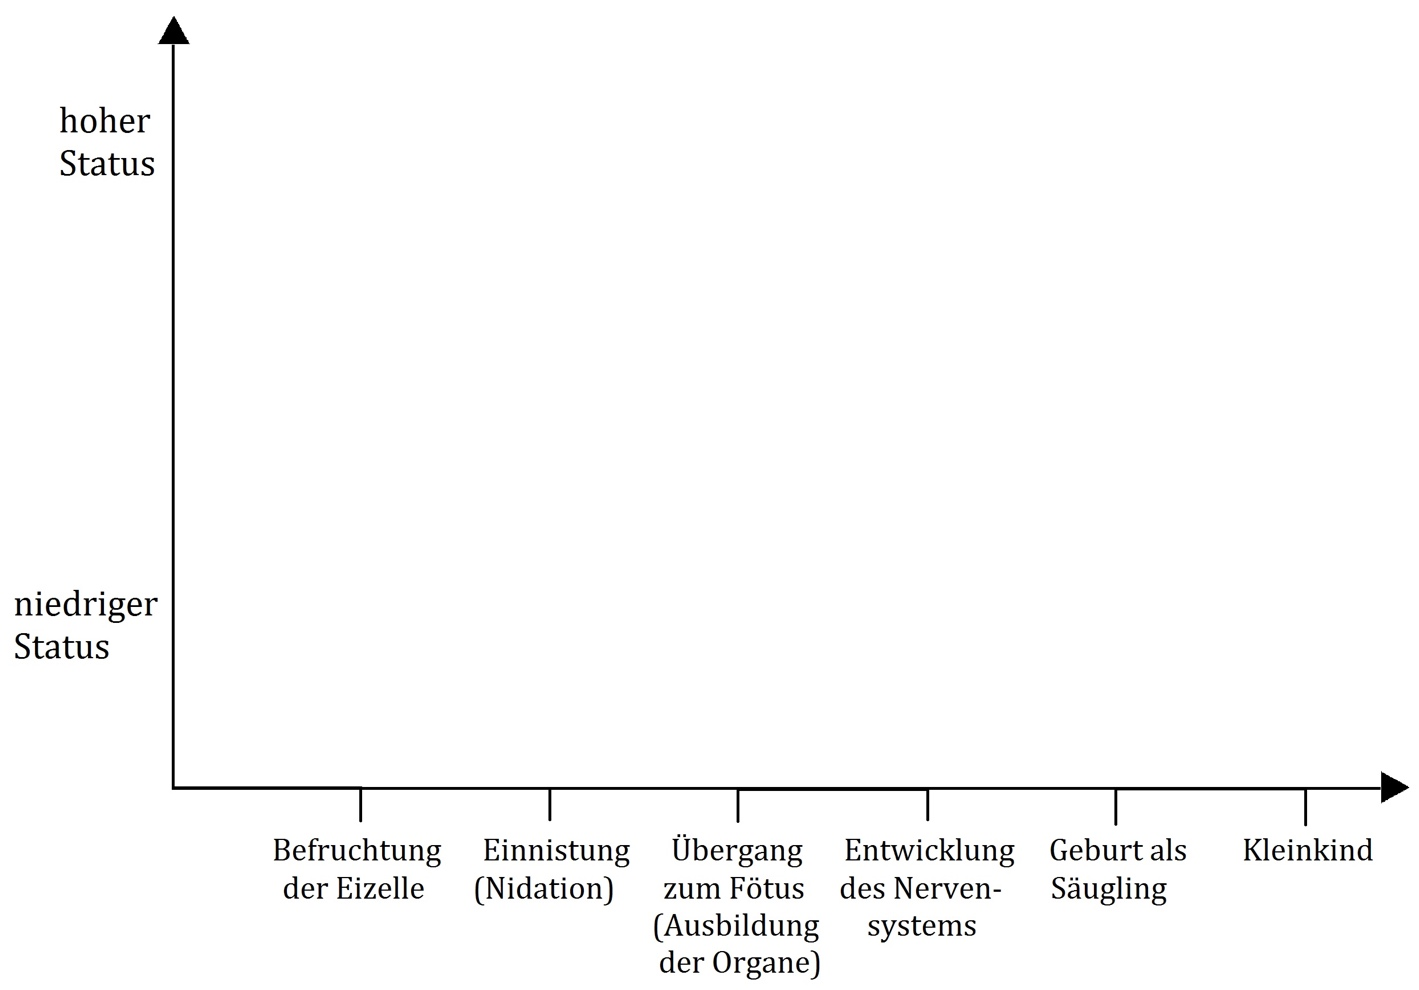 hoher
Status
niedriger
Status
Befruchtung
der Eizelle
Einnistung
(Nidation)
Übergang
zum Fötus
(Ausbildung
der Organe)
Entwicklung
des Nerven-
systems
Geburt als
Säugling
Kleinkind